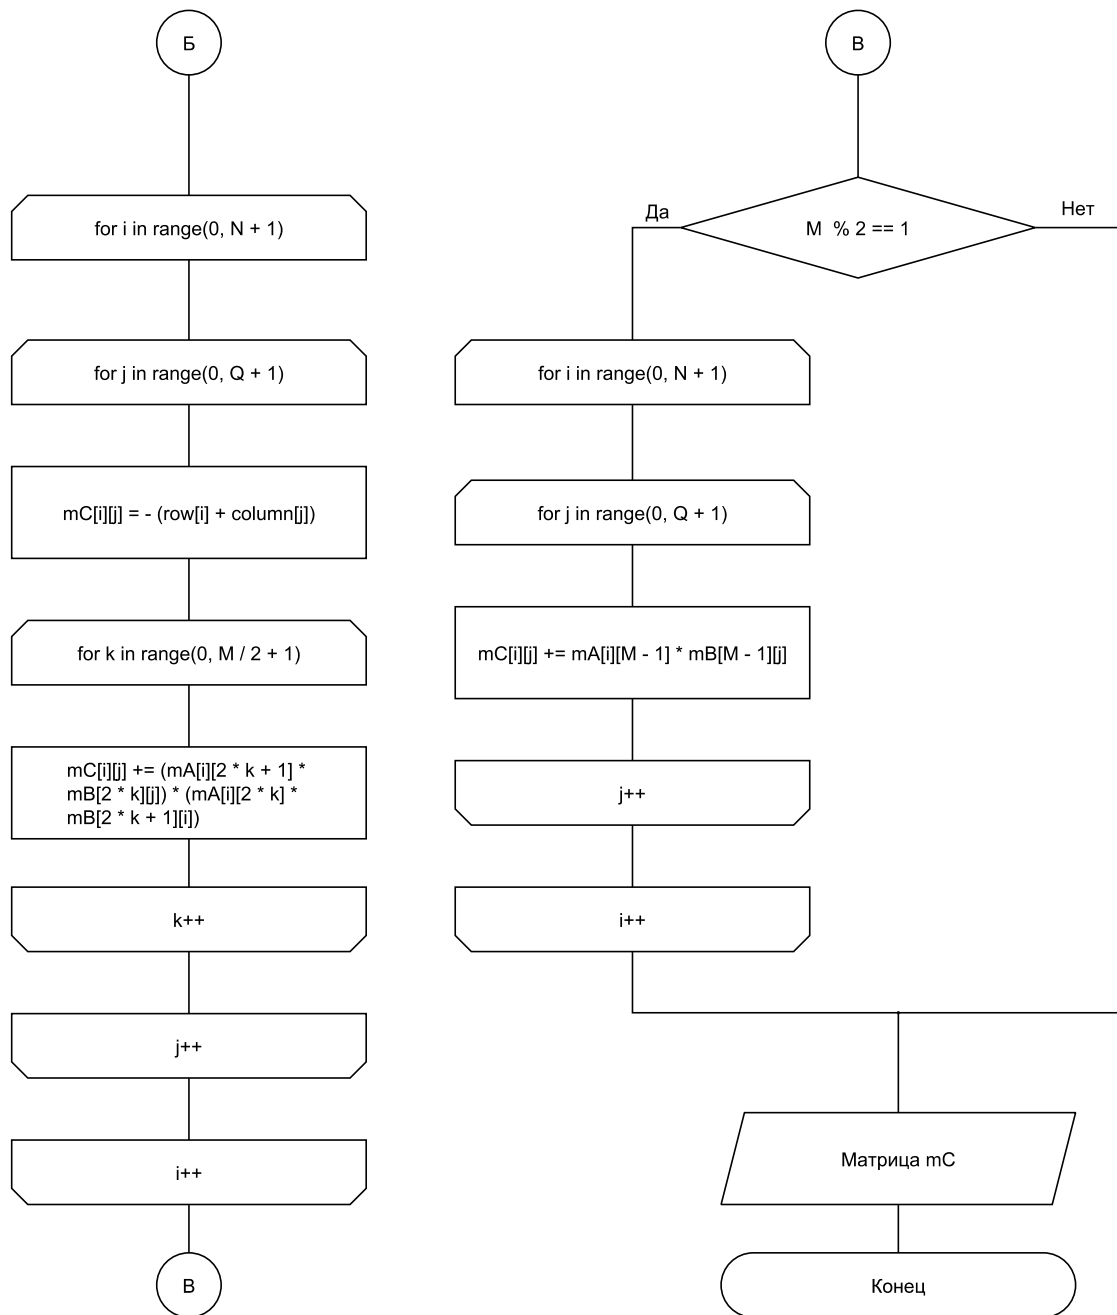 Б
for i in range(0, N + 1)
for j in range(0, Q + 1)
mC[i][j] = - (row[i] + column[j])
for k in range(0, M / 2 + 1)
mC[i][j] += (mA[i][2 * k + 1] *
mB[2 * k][j]) * (mA[i][2 * k] *
mB[2 * k + 1][i])
k++
j++
i++
В
В
M % 2 == 1
Да
Нет
for i in range(0, N + 1)
for j in range(0, Q + 1)
mC[i][j] += mA[i][M - 1] * mB[M - 1][j]
j++
i++
Матрица mC
Конец